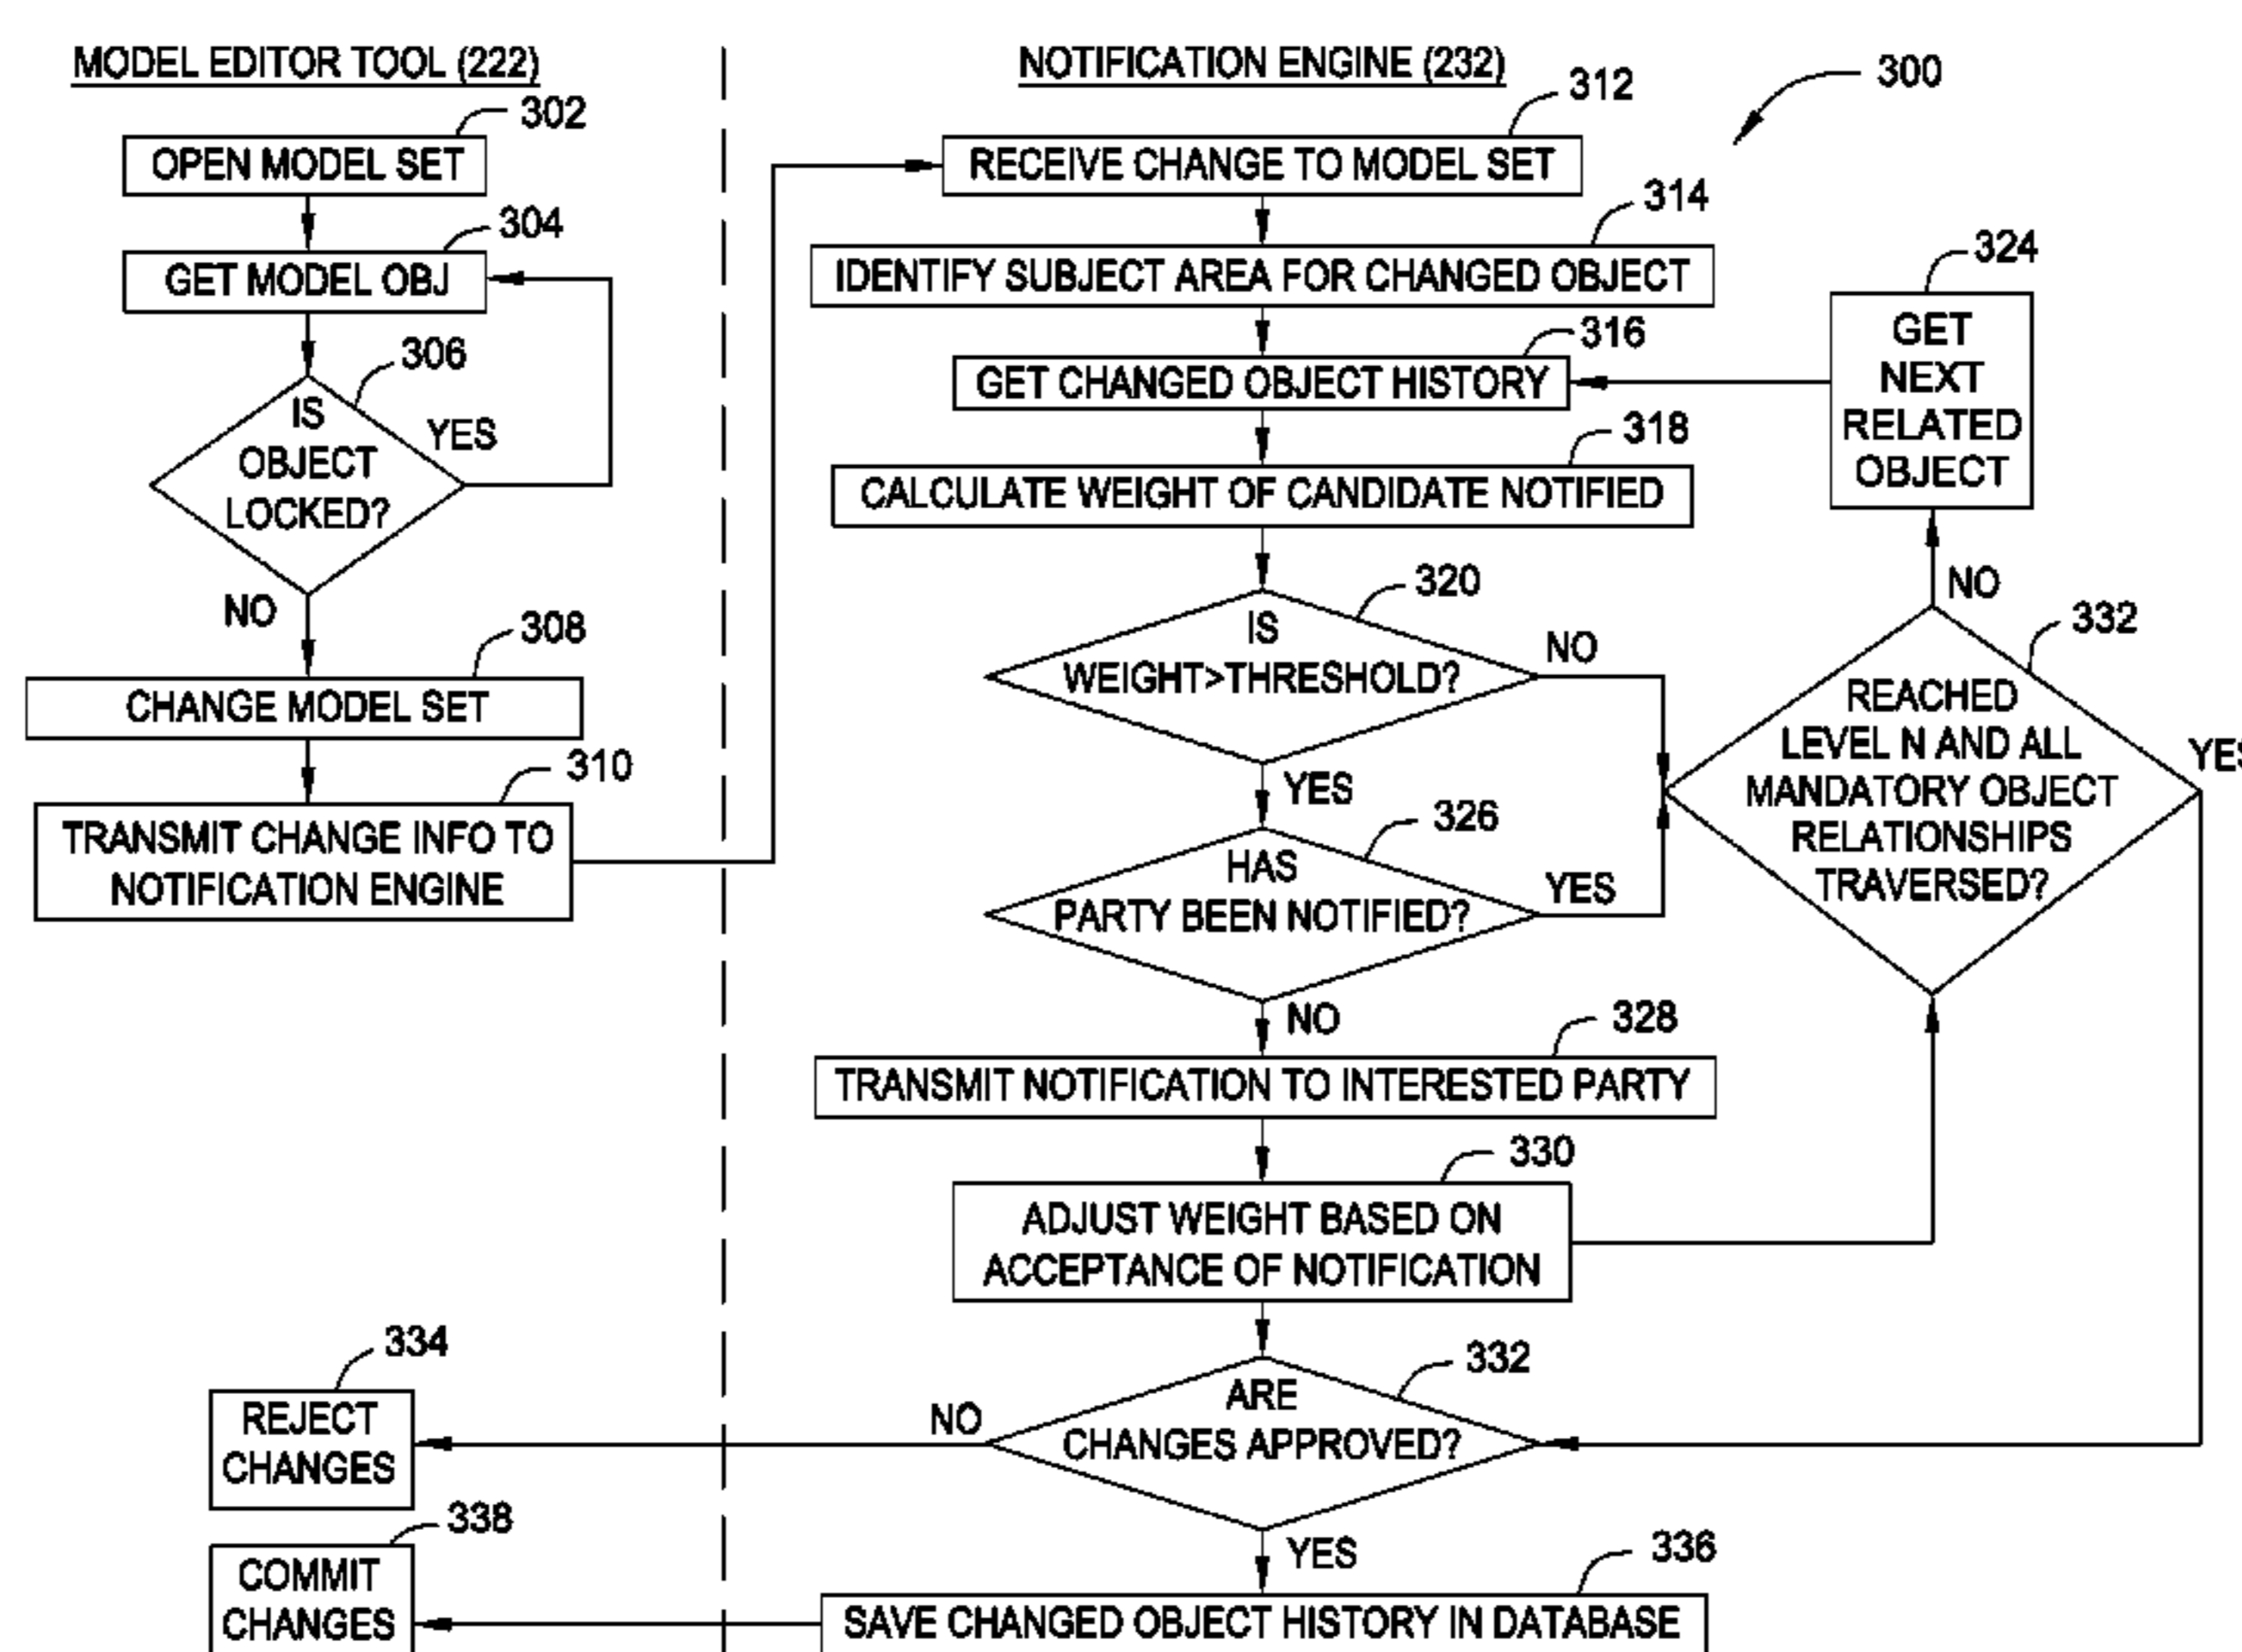 MODEL EDITOR TOOL (222)
302
OPEN MODEL SET
304
GET MODEL OBJ
306
IS
OBJECT
LOCKED?
YES
NO
308
CHANGE MODEL SET
310
TRANSMIT CHANGE INFO TO
NOTIFICATION ENGINE
334
REJECT
CHANGES
338
COMMIT
CHANGES
NOTIFICATION ENGINE (232)
300
312
RECEIVE CHANGE TO MODEL SET
314
IDENTIFY SUBJECT AREA FOR CHANGED OBJECT
316
GET CHANGED OBJECT HISTORY
318
CALCULATE WEIGHT OF CANDIDATE NOTIFIED
320
IS
WEIGHT>THRESHOLD?
NO
YES
326
HAS
PARTY BEEN NOTIFIED?
YES
NO
328
TRANSMIT NOTIFICATION TO INTERESTED PARTY
330
ADJUST WEIGHT BASED ON
ACCEPTANCE OF NOTIFICATION
332
ARE
CHANGES APPROVED?
NO
YES
336
SAVE CHANGED OBJECT HISTORY IN DATABASE
324
GET
NEXT
RELATED
OBJECT
NO
332
REACHED
LEVEL N AND ALL
MANDATORY OBJECT
RELATIONSHIPS
TRAVERSED?
YES